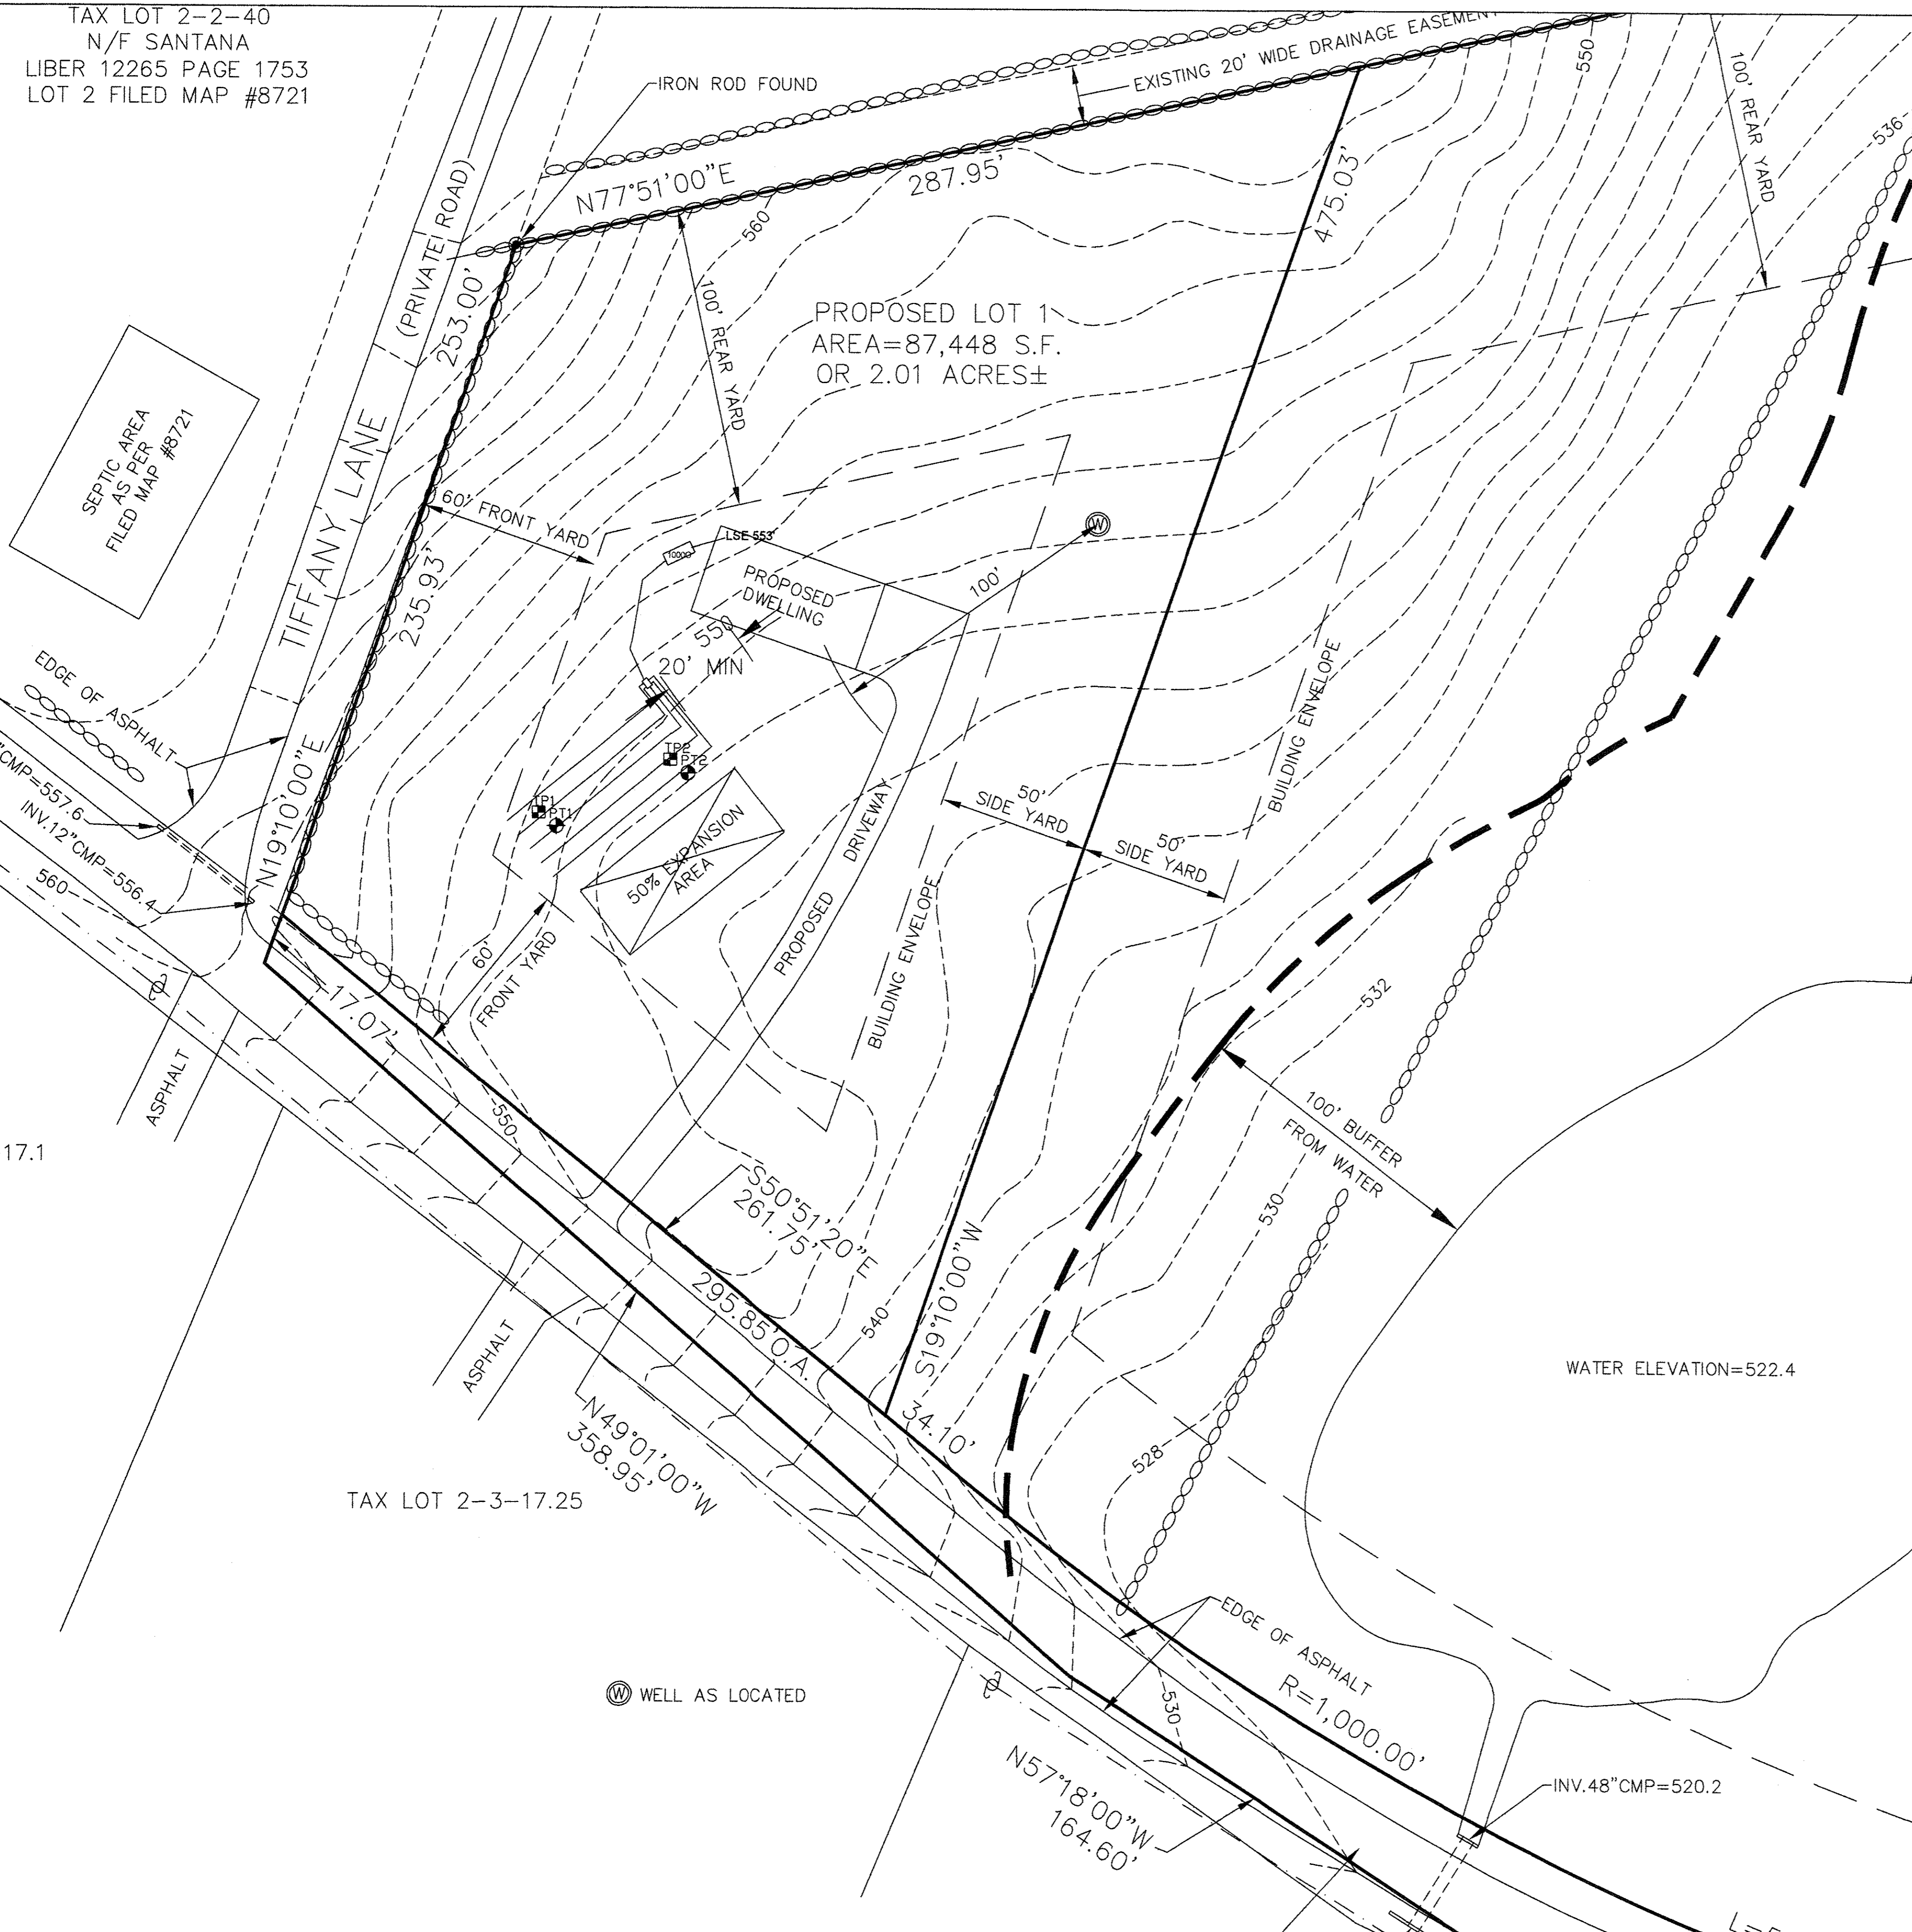 TAX LOT 2-2-40
N/F SANTANA
LIBER 12265 PAGE 1753
LOT 2 FILED MAP #8721
IRON ROD FOUND
EXISTING 20' WIDE DRAINAGE EASEMENT
550
100' REAR YARD
536
N77°51'00"E
287.95'
475.03'
560
(PRIVATE ROAD)
253.00'
100' REAR YARD
PROPOSED LOT 1
AREA=87,448 S.F.
OR 2.01 ACRES±
SEPTIC AREA
AS PER
FILED MAP #8721
TIFFANY LANE
60' FRONT YARD
235.93'
1000G
LSE 553'
PROPOSED
DWELLING
100'
W
550
20' MIN
EDGE OF ASPHALT
TP2
PT2
TP1
PT1
BUILDING ENVELOPE
50'
SIDE YARD
50'
SIDE YARD
"CMP=557.6
INV.12"CMP=556.4
N19°10'00"E
560
50% EXPANSION
AREA
PROPOSED DRIVEWAY
BUILDING ENVELOPE
60'
FRONT YARD
17.07'
532
ASPHALT
17.1
550
100' BUFFER
FROM WATER
S50°51'20"E
261.75'
530
S19°10'00"W
295.85'O.A.
540
ASPHALT
WATER ELEVATION=522.4
N49°01'00"W
358.95'
34.10'
528
TAX LOT 2-3-17.25
EDGE OF ASPHALT
R=1,000.00'
W WELL AS LOCATED
530
N57°18'00"W
164.60'
INV.48"CMP=520.2